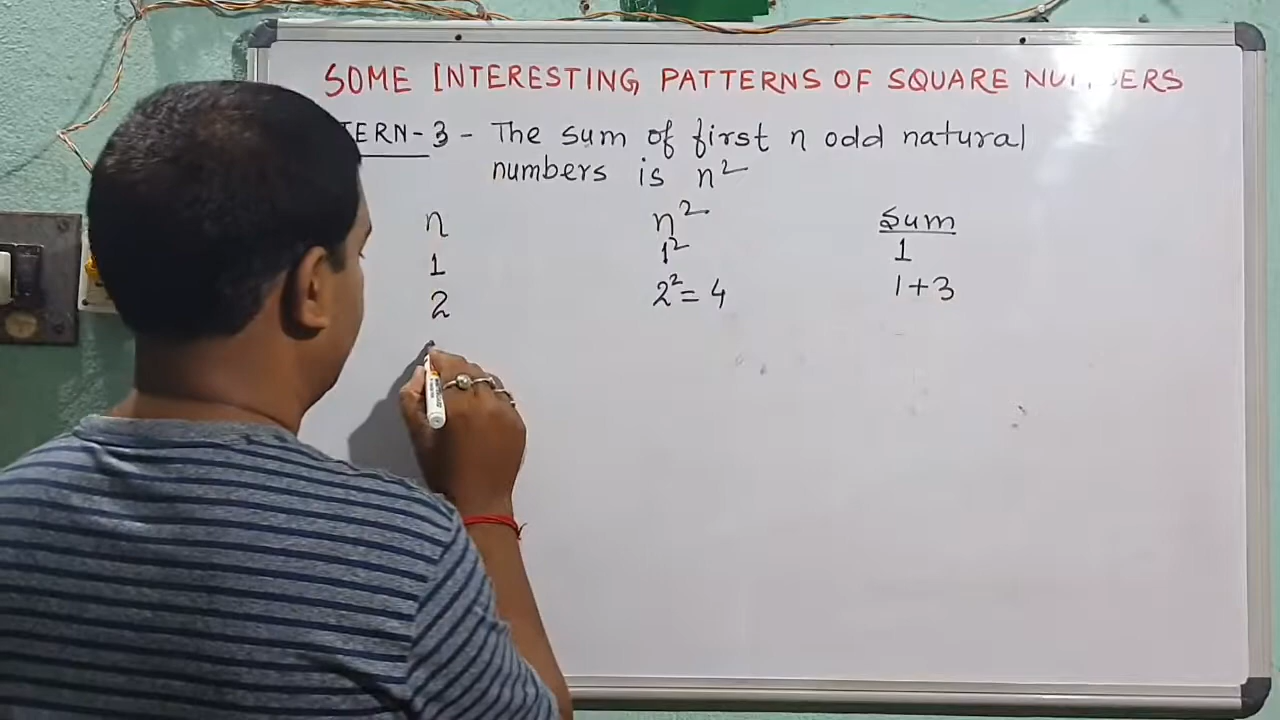 SOME INTERESTING PATTERNS OF SQUARE
TERN-3 - The sum of first n odd natural
numbers is n²
n n² Sum
1 1² 1
2 2² = 4 1+3